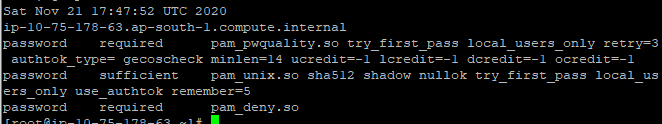 Sat Nov 21 17:47:52 UTC 2020
ip-10-75-178-63.ap-south-1.compute.internal
password    required      pam_pwquality.so try_first_pass local_users_only retry=3
 authtok_type= gecoscheck minlen=14 ucredit=-1 lcredit=-1 dcredit=-1 ocredit=-1
password    sufficient    pam_unix.so sha512 shadow nullok try_first_pass local_us
ers_only use_authtok remember=5
password    required      pam_deny.so
[root@ip-10-75-178-63 ~]#